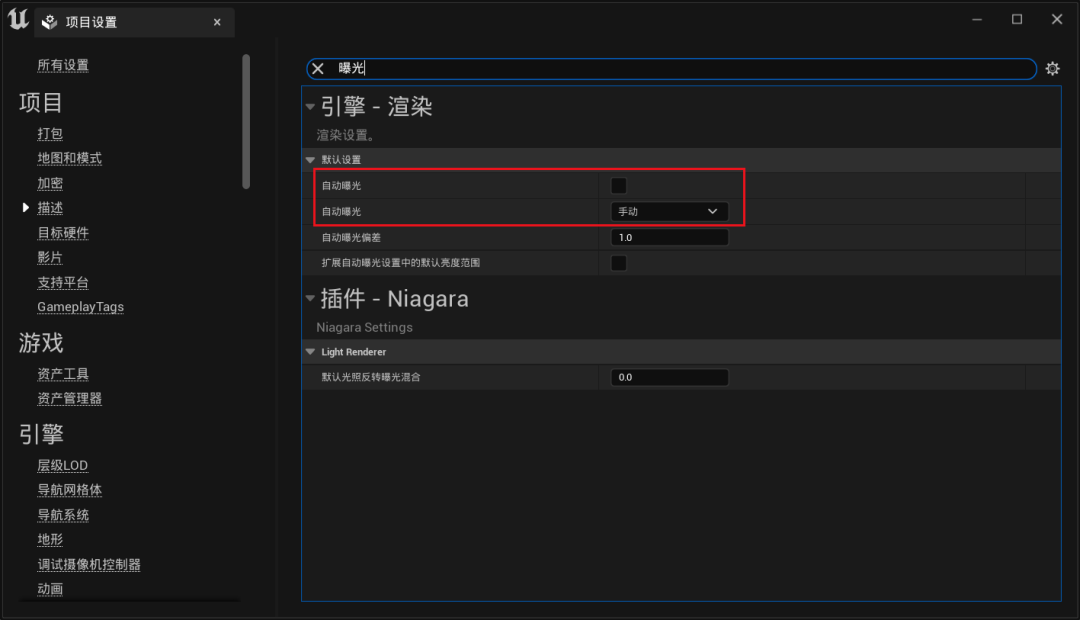 项目设置
所有设置
项目
打包
地图和模式
加密
描述
目标硬件
影片
支持平台
GameplayTags
游戏
资产工具
资产管理器
引擎
层级LOD
导航网格体
导航系统
地形
调试摄像机控制器
动画
曝光
引擎 - 渲染
渲染设置。
默认设置
自动曝光
自动曝光 手动
自动曝光偏差 1.0
扩展自动曝光设置中的默认亮度范围
插件 - Niagara
Niagara Settings
Light Renderer
默认光照反转曝光混合 0.0